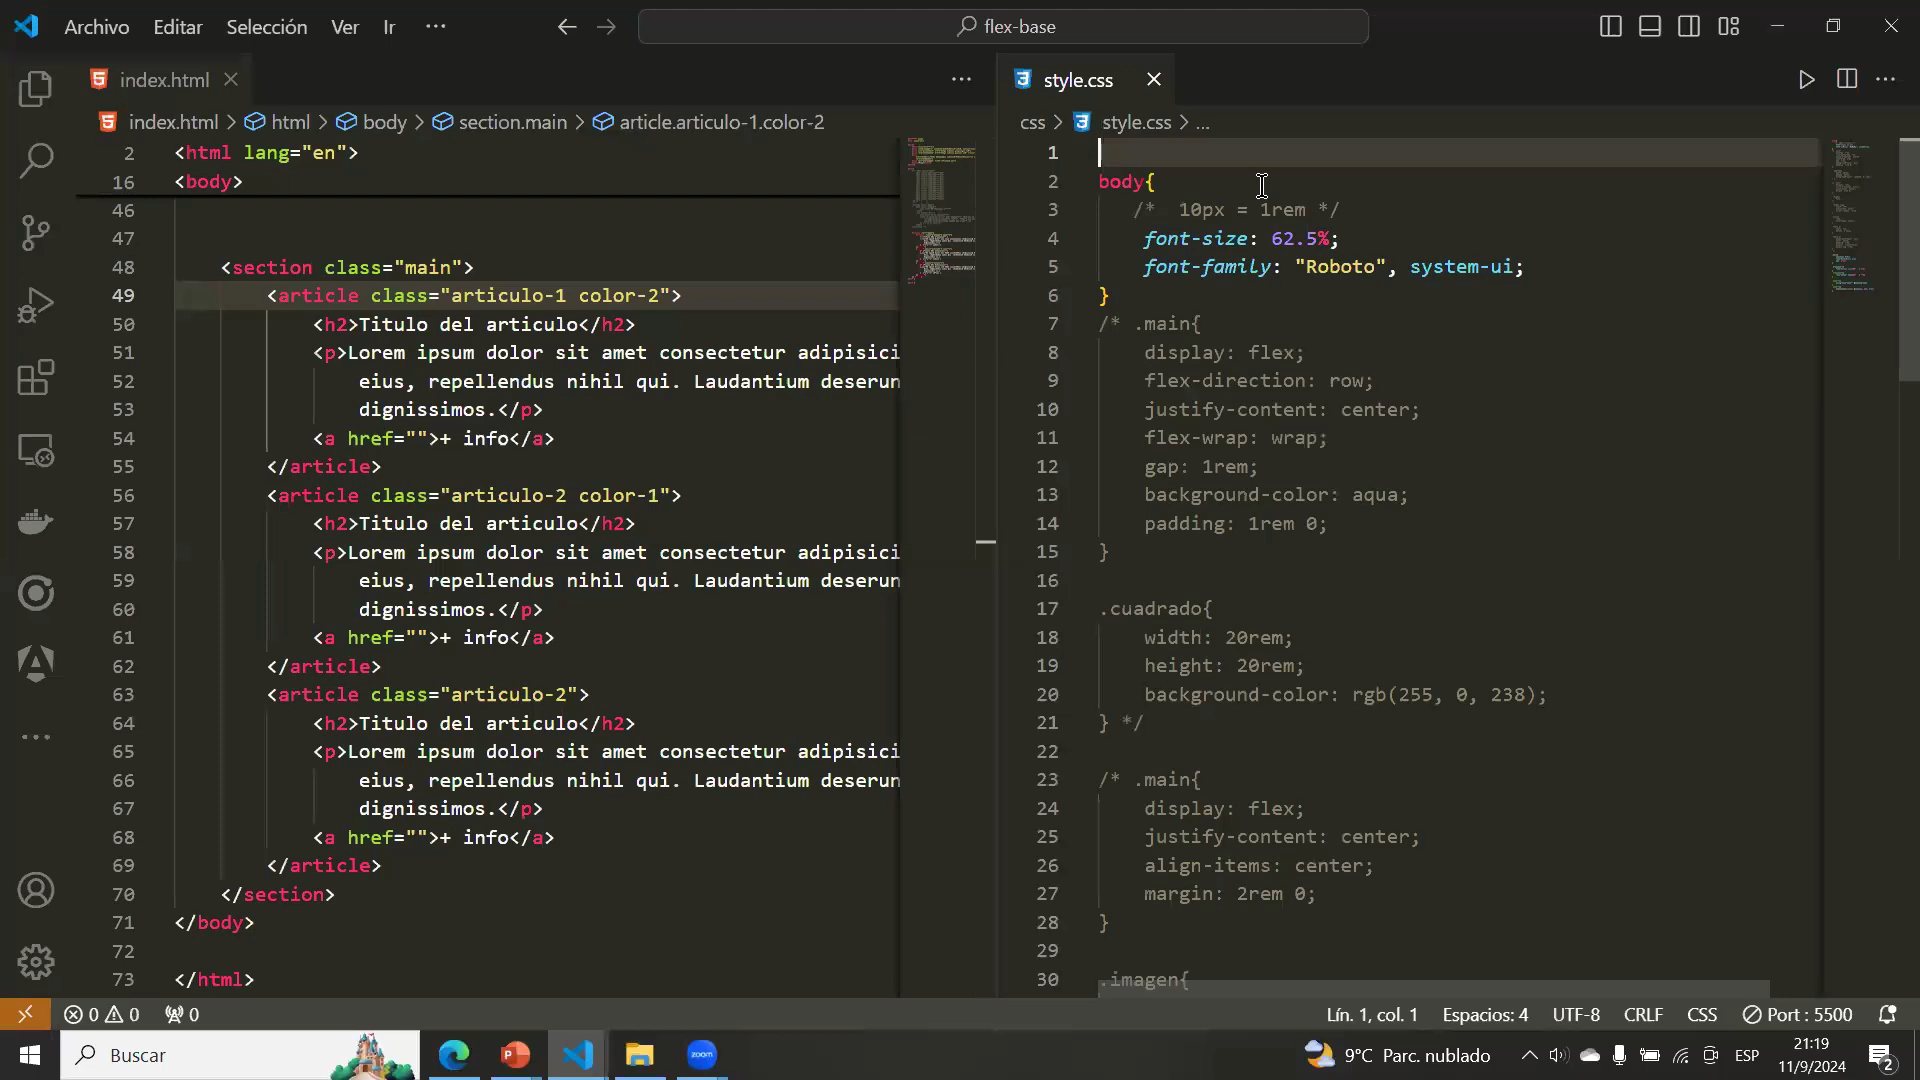 Archivo Editar Selección Ver Ir ··· flex-base
index.html
index.html > html > body > section.main > article.articulo-1.color-2
2 <html lang="en">
16 <body>
46
47
48 <section class="main">
49 <article class="articulo-1 color-2">
50 <h2>Titulo del articulo</h2>
51 <p>Lorem ipsum dolor sit amet consectetur adipisici
52 eius, repellendus nihil qui. Laudantium deserun
53 dignissimos.</p>
54 <a href="">+ info</a>
55 </article>
56 <article class="articulo-2 color-1">
57 <h2>Titulo del articulo</h2>
58 <p>Lorem ipsum dolor sit amet consectetur adipisici
59 eius, repellendus nihil qui. Laudantium deserun
60 dignissimos.</p>
61 <a href="">+ info</a>
62 </article>
63 <article class="articulo-2">
64 <h2>Titulo del articulo</h2>
65 <p>Lorem ipsum dolor sit amet consectetur adipisici
66 eius, repellendus nihil qui. Laudantium deserun
67 dignissimos.</p>
68 <a href="">+ info</a>
69 </article>
70 </section>
71 </body>
72
73 </html>
style.css
css > style.css > ...
1
2 body{
3 /*  10px = 1rem */
4 font-size: 62.5%;
5 font-family: "Roboto", system-ui;
6 }
7 /* .main{
8 display: flex;
9 flex-direction: row;
10 justify-content: center;
11 flex-wrap: wrap;
12 gap: 1rem;
13 background-color: aqua;
14 padding: 1rem 0;
15 }
16
17 .cuadrado{
18 width: 20rem;
19 height: 20rem;
20 background-color: rgb(255, 0, 238);
21 } */
22
23 /* .main{
24 display: flex;
25 justify-content: center;
26 align-items: center;
27 margin: 2rem 0;
28 }
29
30 .imagen{
0 0 0 Lín. 1, col. 1 Espacios: 4 UTF-8 CRLF CSS Port : 5500
Buscar zoom 9°C Parc. nublado ESP 21:19
11/9/2024 2